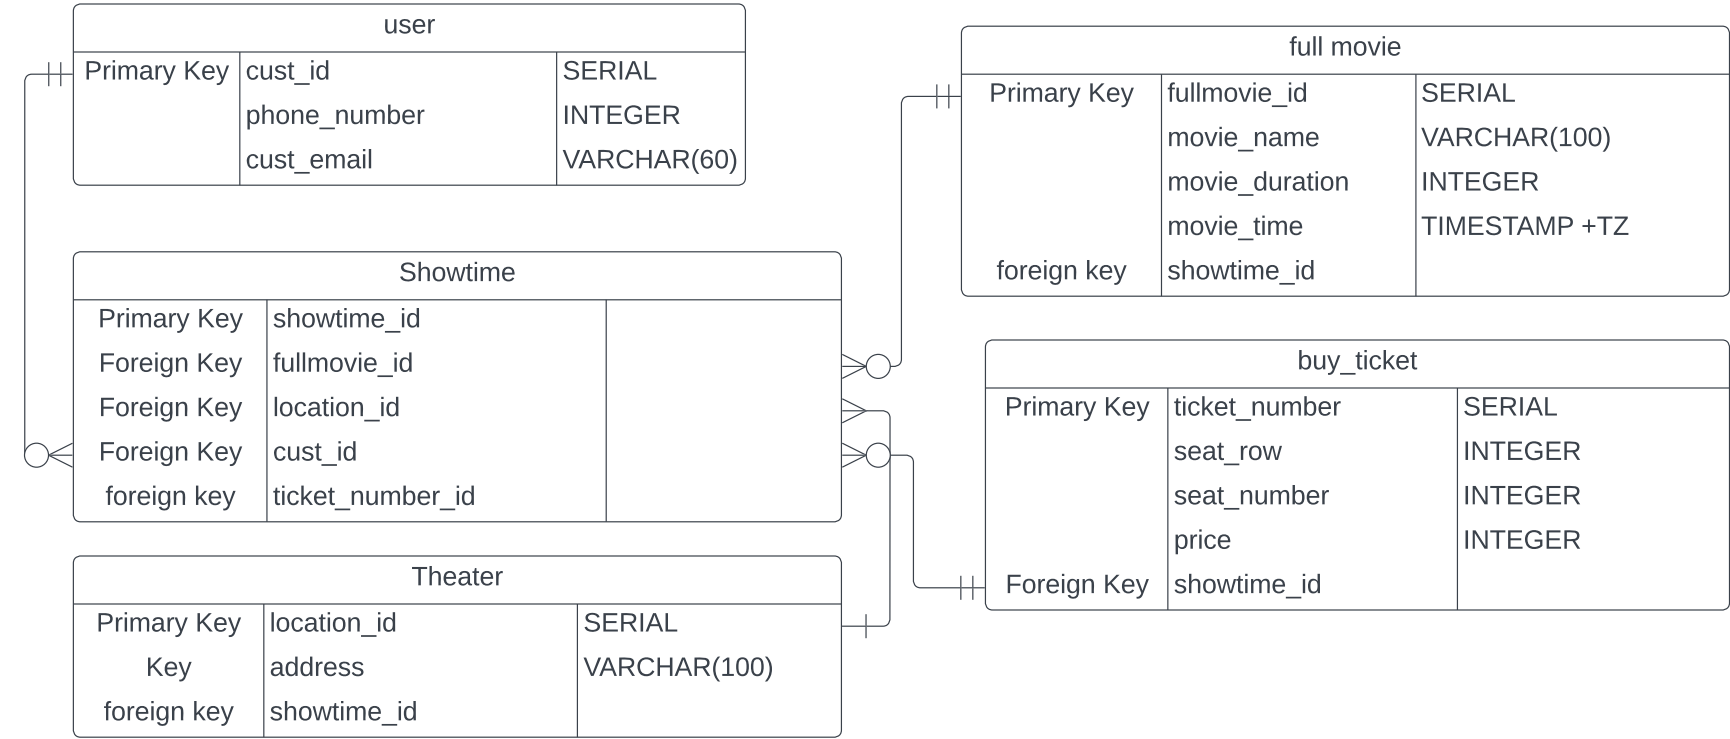 user
Primary Key cust_id SERIAL
phone_number INTEGER
cust_email VARCHAR(60)
full movie
Primary Key fullmovie_id SERIAL
movie_name VARCHAR(100)
movie_duration INTEGER
movie_time TIMESTAMP +TZ
foreign key showtime_id
Showtime
Primary Key showtime_id
Foreign Key fullmovie_id
Foreign Key location_id
Foreign Key cust_id
foreign key ticket_number_id
buy_ticket
Primary Key ticket_number SERIAL
seat_row INTEGER
seat_number INTEGER
price INTEGER
Foreign Key showtime_id
Theater
Primary Key location_id SERIAL
Key address VARCHAR(100)
foreign key showtime_id